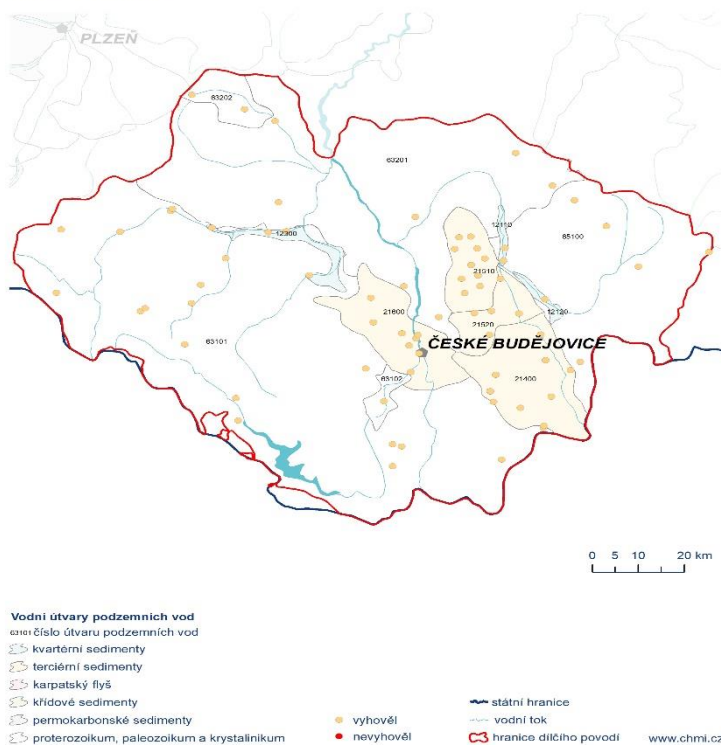 PLZEŇ
63202
63201
12110
85100
12300
21510
21600
21520
12120
ČESKÉ BUDĚJOVICE
63101
63102
21400
0 5 10 20 km
Vodní útvary podzemních vod
63101 číslo útvaru podzemních vod
kvartérní sedimenty
terciérní sedimenty
karpatský flyš
křídové sedimenty
permokarbonské sedimenty
proterozoikum, paleozoikum a krystalinikum
vyhověl
nevyhověl
státní hranice
vodní tok
hranice dílčího povodí
www.chmi.cz